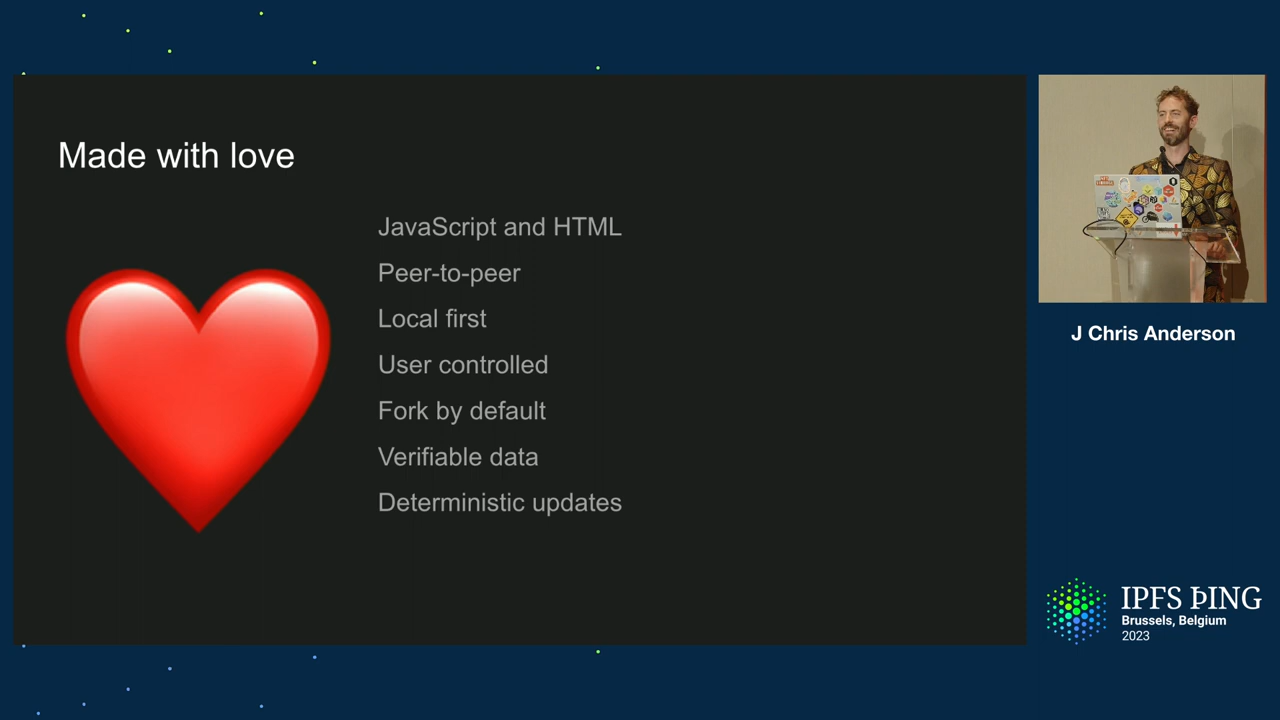 Made with love
JavaScript and HTML
Peer-to-peer
Local first
User controlled
Fork by default
Verifiable data
Deterministic updates
J Chris Anderson
IPFS ÞING
Brussels, Belgium
2023